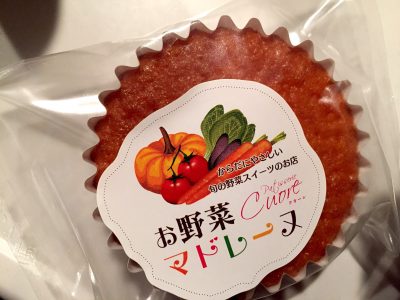 からだにやさしい
旬の野菜スイーツのお店
Patisserie
Cuore
クオーレ
お野菜
マドレーヌ